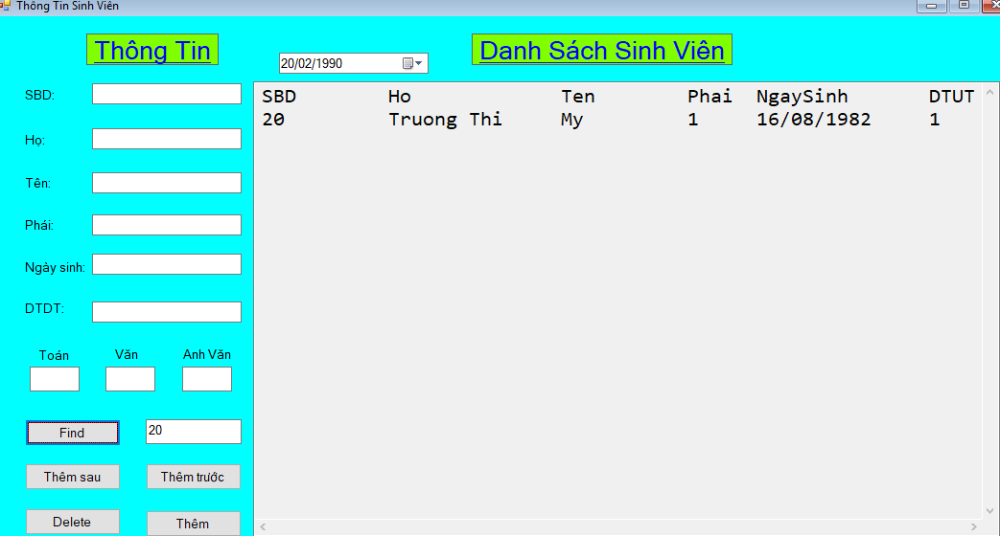 Thông Tin Sinh Viên
Thông Tin
Danh Sách Sinh Viên
20/02/1990
SBD:
Họ:
Tên:
Phái:
Ngày sinh:
DTDT:
Toán Văn Anh Văn
Find 20
Thêm sau Thêm trước
Delete Thêm
SBD Ho Ten Phai NgaySinh DTUT
20 Truong Thi My 1 16/08/1982 1